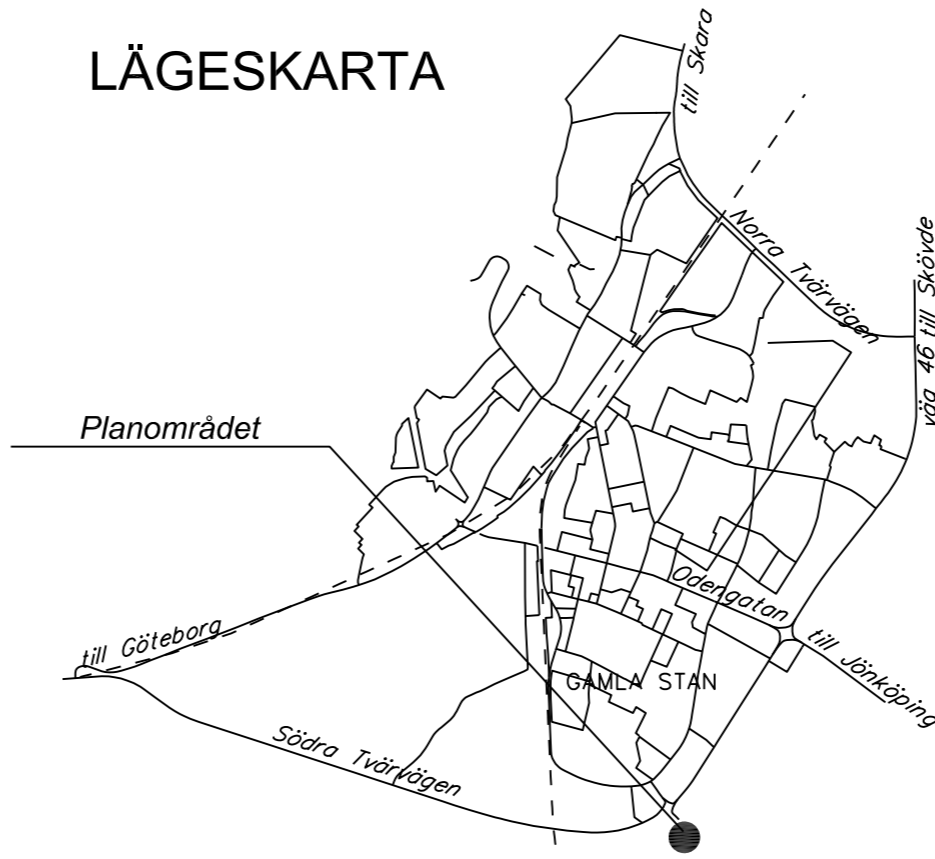 LÄGESKARTA
till Skara
Norra Tvärvägen
väg 46 till Skövde
Planområdet
Odengatan
till Göteborg
till Jönköping
GAMLA STAN
Södra Tvärvägen